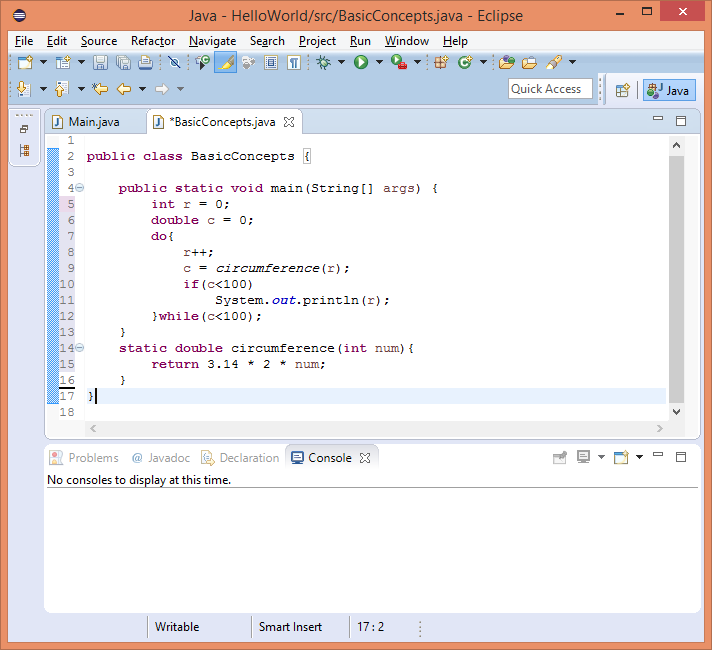 Java - HelloWorld/src/BasicConcepts.java - Eclipse
File Edit Source Refactor Navigate Search Project Run Window Help
Quick Access
Java
Main.java *BasicConcepts.java
1
2 public class BasicConcepts {
3
4 public static void main(String[] args) {
5 int r = 0;
6 double c = 0;
7 do{
8 r++;
9 c = circumference(r);
10 if(c<100)
11 System.out.println(r);
12 }while(c<100);
13 }
14 static double circumference(int num){
15 return 3.14 * 2 * num;
16 }
17 }
18
Problems @ Javadoc Declaration Console
No consoles to display at this time.
Writable Smart Insert 17 : 2